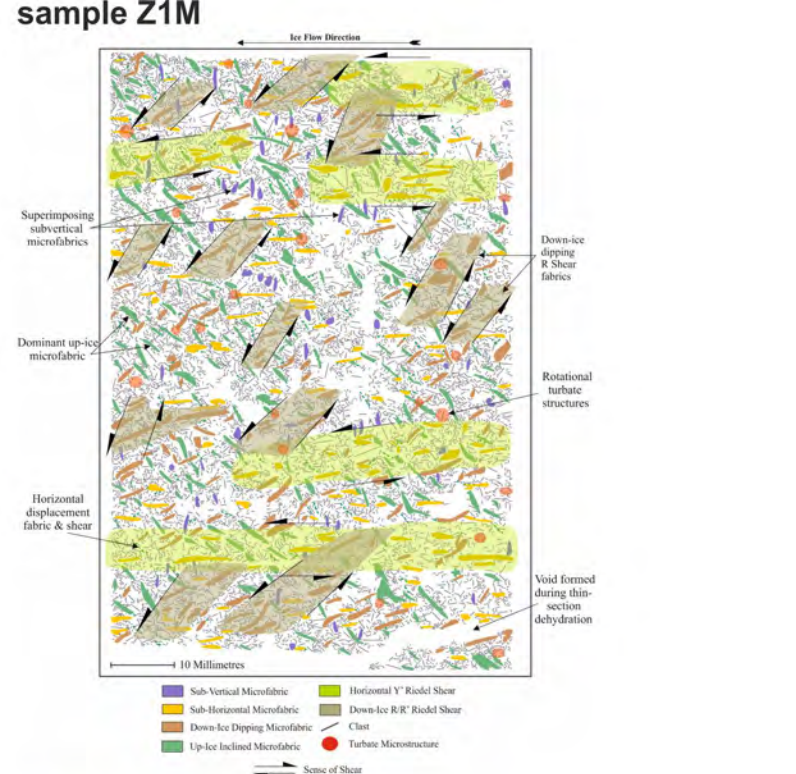 sample Z1M
Ice Flow Direction
Superimposing
subvertical
microfabrics
Down-ice
dipping
R Shear
fabrics
Dominant up-ice
microfabric
Rotational
turbate
structures
Horizontal
displacement
fabric & shear
Void formed
during thin-
section
dehydration
10 Millimetres
Sub-Vertical Microfabric
Horizontal Y' Riedel Shear
Sub-Horizontal Microfabric
Down-Ice R/R' Riedel Shear
Down-Ice Dipping Microfabric
Clast
Up-Ice Inclined Microfabric
Turbate Microstructure
Sense of Shear